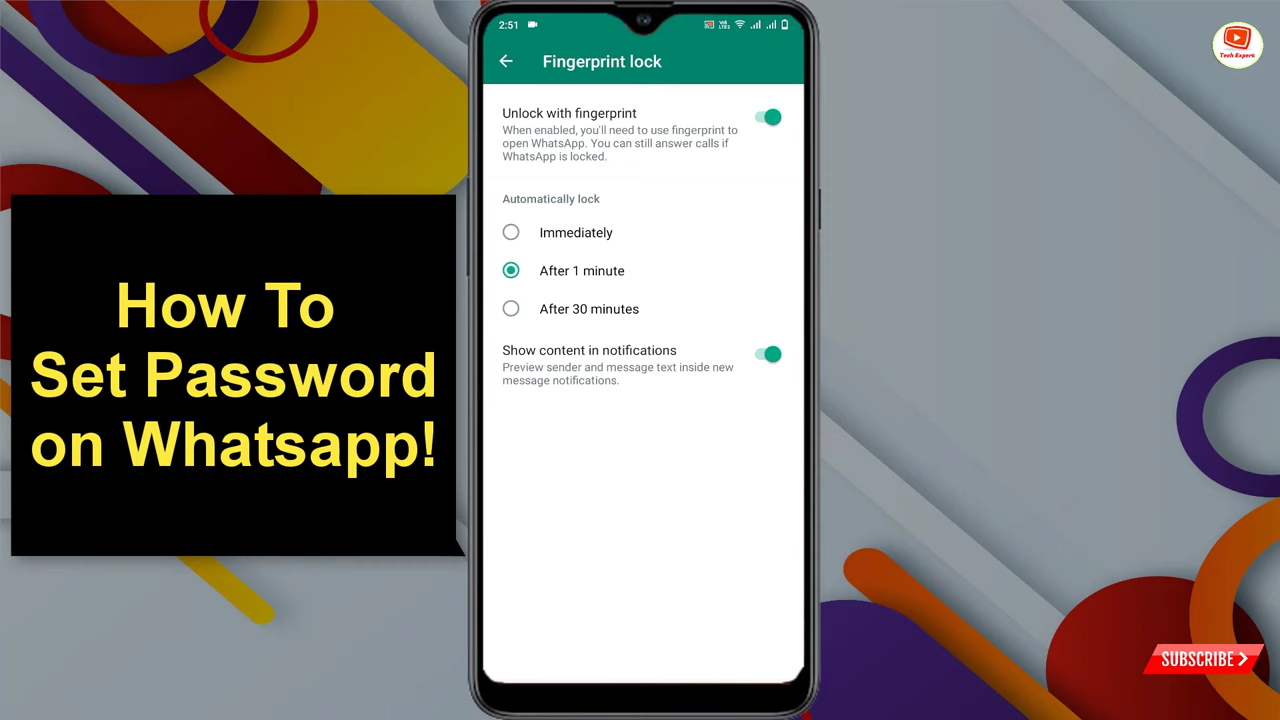 2:51
Fingerprint lock
Unlock with fingerprint
When enabled, you'll need to use fingerprint to
open WhatsApp. You can still answer calls if
WhatsApp is locked.
Automatically lock
Immediately
After 1 minute
After 30 minutes
Show content in notifications
Preview sender and message text inside new
message notifications.
How To
Set Password
on Whatsapp!
Tech Expert
SUBSCRIBE